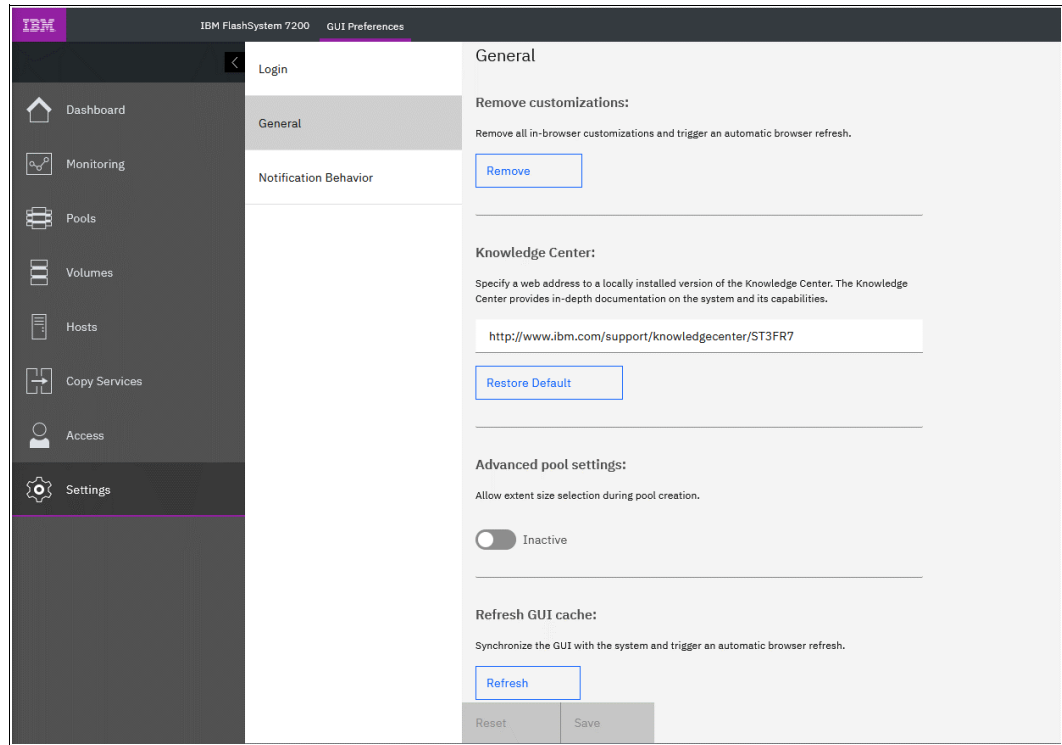 IBM
IBM FlashSystem 7200 GUI Preferences
Dashboard
Monitoring
Pools
Volumes
Hosts
Copy Services
Access
Settings
Login
General
Notification Behavior
General
Remove customizations:
Remove all in-browser customizations and trigger an automatic browser refresh.
Remove
Knowledge Center:
Specify a web address to a locally installed version of the Knowledge Center. The Knowledge
Center provides in-depth documentation on the system and its capabilities.
http://www.ibm.com/support/knowledgecenter/ST3FR7
Restore Default
Advanced pool settings:
Allow extent size selection during pool creation.
Inactive
Refresh GUI cache:
Synchronize the GUI with the system and trigger an automatic browser refresh.
Refresh
Reset Save